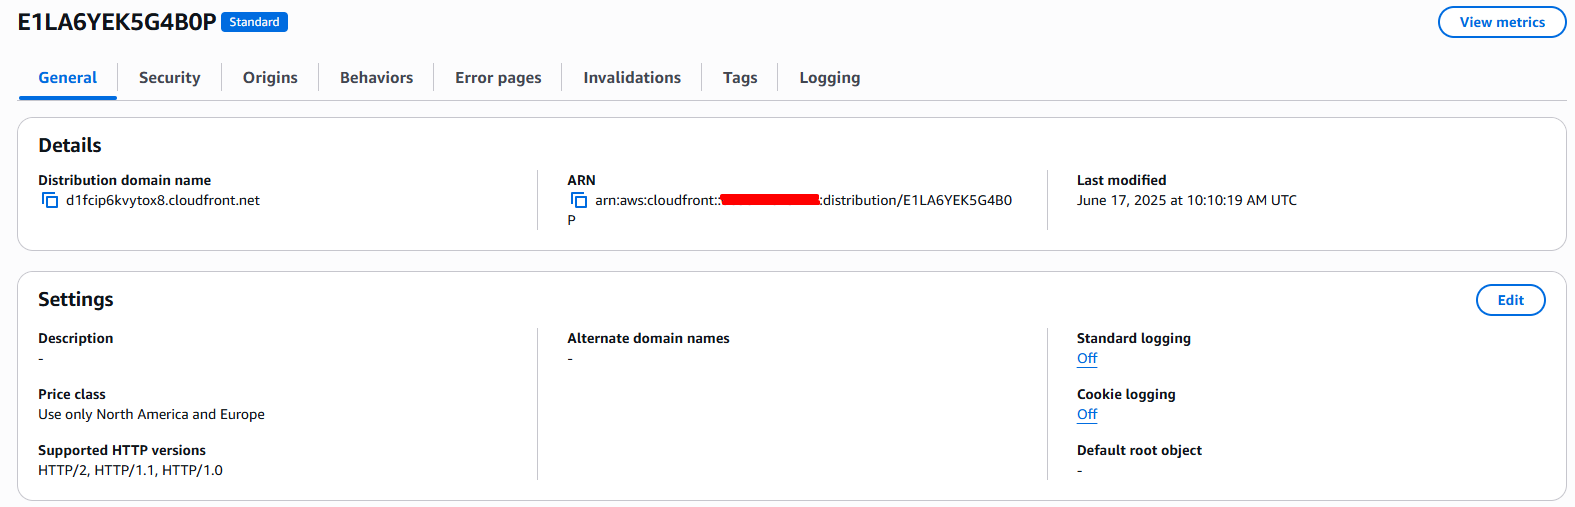 E1LA6YEK5G4B0P Standard
View metrics
General Security Origins Behaviors Error pages Invalidations Tags Logging
Details
Distribution domain name
d1fcip6kvytox8.cloudfront.net
ARN
arn:aws:cloudfront:: :distribution/E1LA6YEK5G4B0
P
Last modified
June 17, 2025 at 10:10:19 AM UTC
Settings
Edit
Description
-
Price class
Use only North America and Europe
Supported HTTP versions
HTTP/2, HTTP/1.1, HTTP/1.0
Alternate domain names
-
Standard logging
Off
Cookie logging
Off
Default root object
-